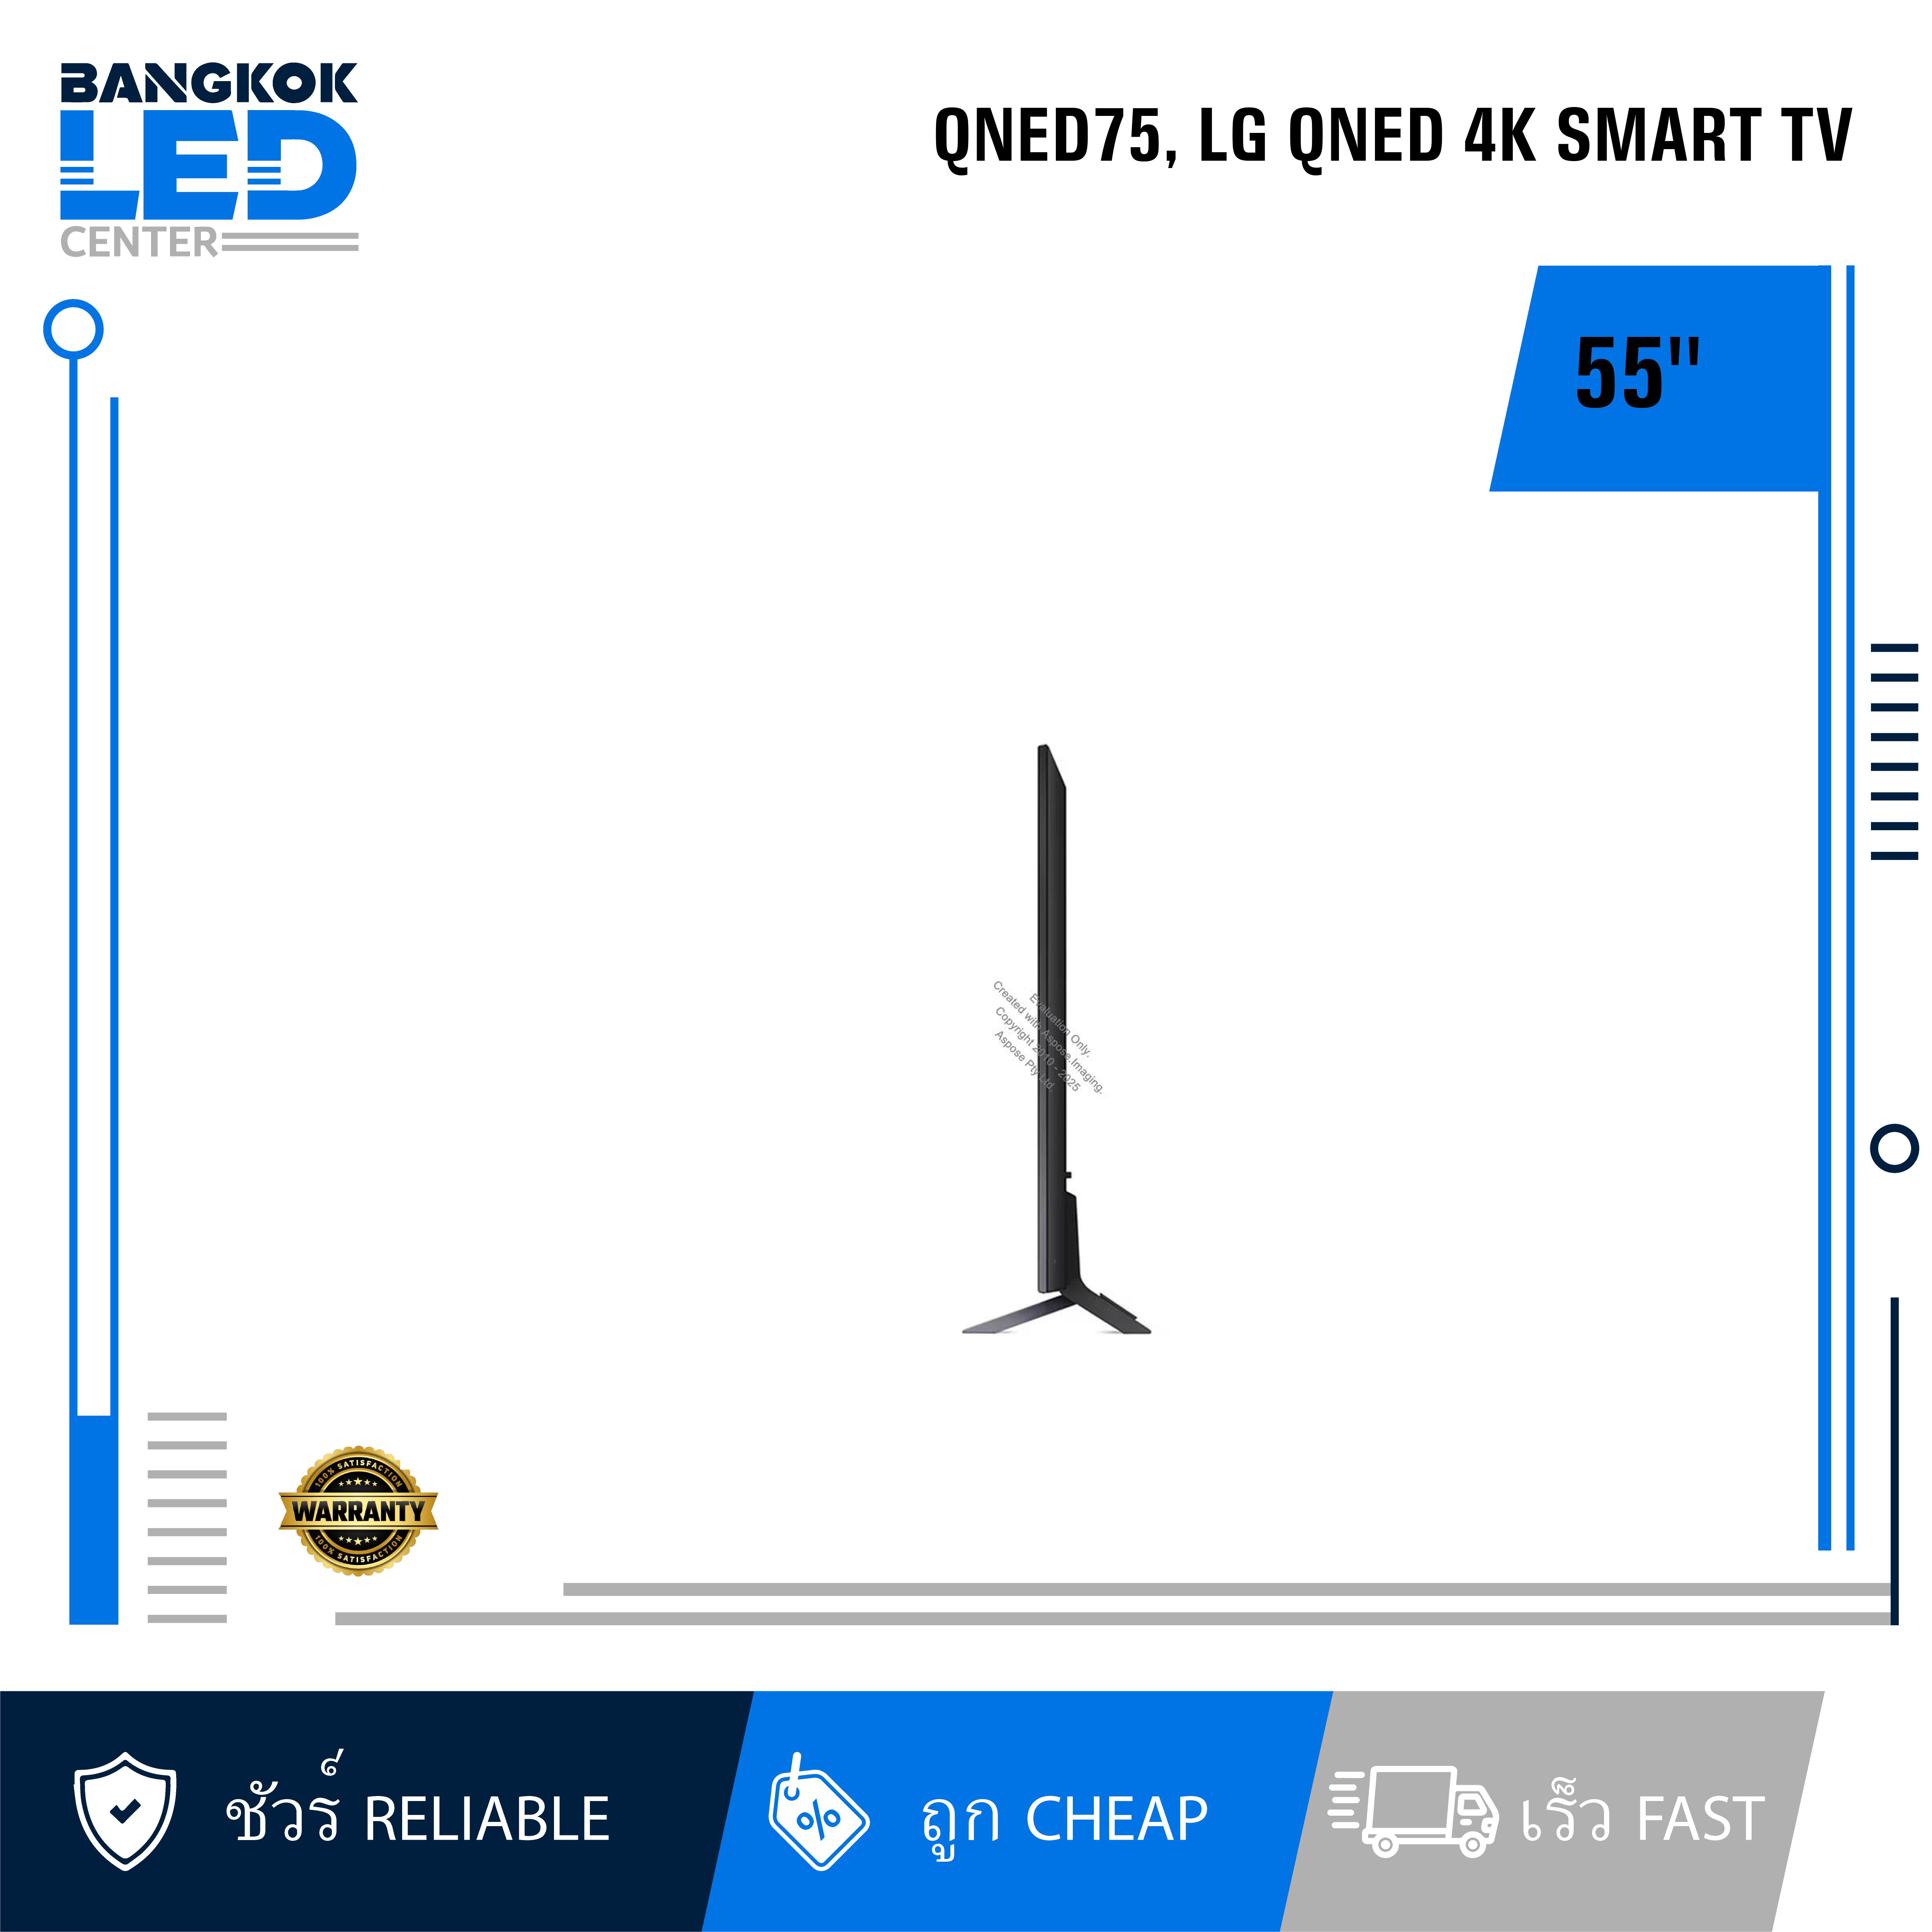 BANGKOK
LED
CENTER
QNED75, LG QNED 4K SMART TV
55"
Evaluation Only.
Created with Aspose.Imaging.
Copyright 2010 - 2025
Aspose Pty Ltd.
100% SATISFACTION
WARRANTY
100% SATISFACTION
ชัวร์ RELIABLE
ถูก CHEAP
เร็ว FAST